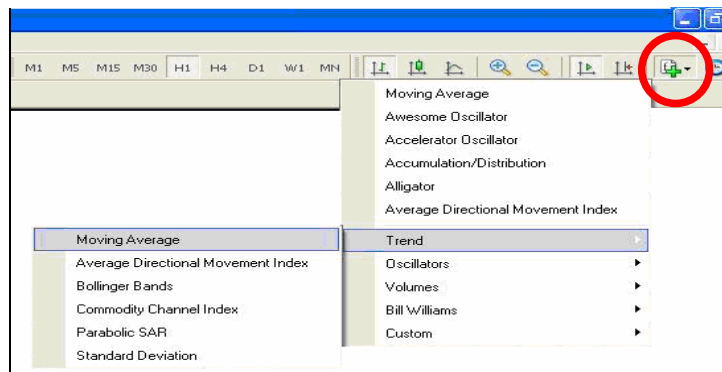 M1 M5 M15 M30 H1 H4 D1 W1 MN
Moving Average
Awesome Oscillator
Accelerator Oscillator
Accumulation/Distribution
Alligator
Average Directional Movement Index
Trend
Oscillators
Volumes
Bill Williams
Custom
Moving Average
Average Directional Movement Index
Bollinger Bands
Commodity Channel Index
Parabolic SAR
Standard Deviation